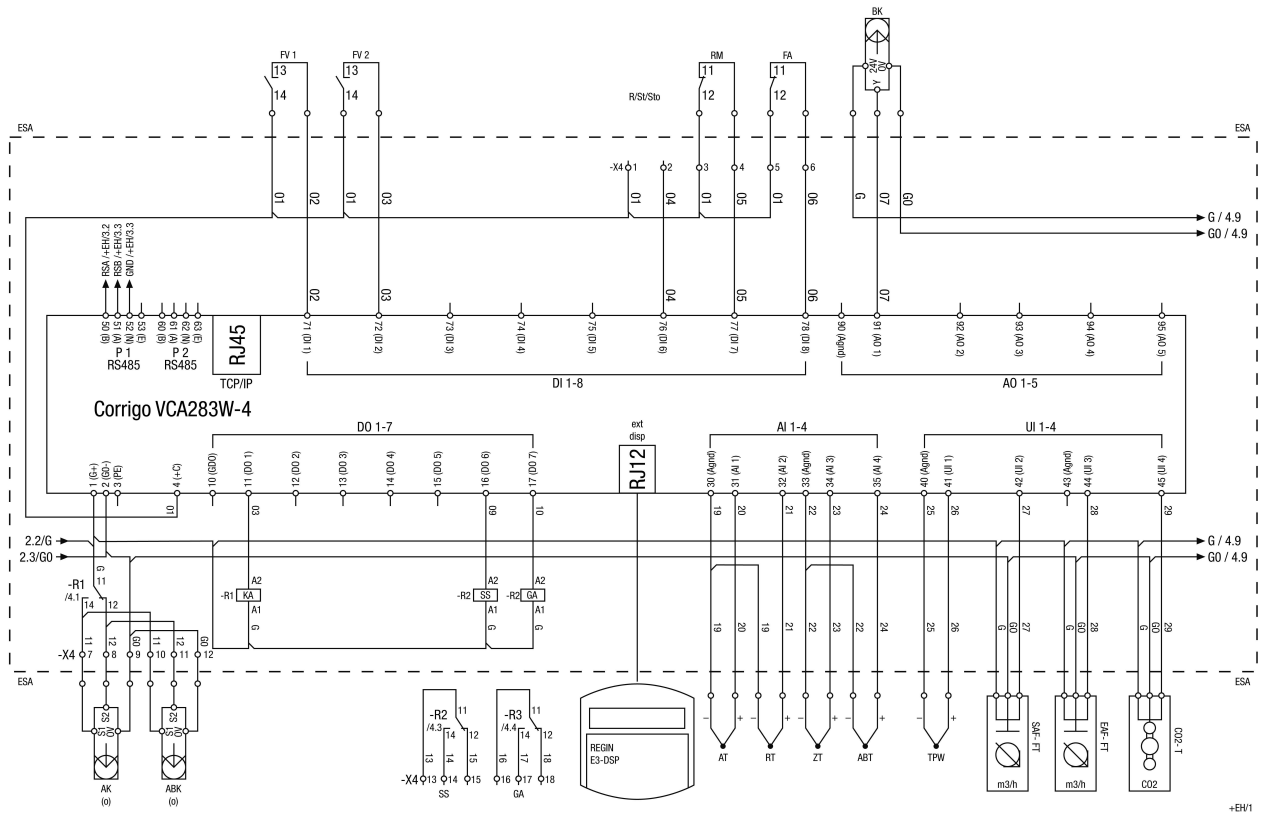 BK
FV 1
FV 2
RM
FA
13
13
11
11
24V
0V
Y
14
14
R/St/Sto
12
12
ESA
ESA
-X4
1
2
3
4
5
6
01
02
01
03
01
04
01
05
01
06
G
07
G0
G / 4.9
G0 / 4.9
RSA /+EH/3.2
RSB /+EH/3.3
GND /+EH/3.3
02
03
04
05
06
07
50 (B)
51 (A)
52 (N)
53 (E)
60 (B)
61 (A)
62 (N)
63 (E)
RJ45
71 (DI 1)
72 (DI 2)
73 (DI 3)
74 (DI 4)
75 (DI 5)
76 (DI 6)
77 (DI 7)
78 (DI 8)
90 (Agnd)
91 (AO 1)
92 (AO 2)
93 (AO 3)
94 (AO 4)
95 (AO 5)
P 1
RS485
P 2
RS485
TCP/IP
DI 1-8
AO 1-5
Corrigo VCA283W-4
DO 1-7
ext
disp
AI 1-4
UI 1-4
1 (G+)
2 (G0-)
3 (PE)
4 (+C)
10 (GDO)
11 (DO 1)
12 (DO 2)
13 (DO 3)
14 (DO 4)
15 (DO 5)
16 (DO 6)
17 (DO 7)
RJ12
30 (Agnd)
31 (AI 1)
32 (AI 2)
33 (Agnd)
34 (AI 3)
35 (AI 4)
40 (Agnd)
41 (UI 1)
42 (UI 2)
43 (Agnd)
44 (UI 3)
45 (UI 4)
01
03
09
10
19
20
21
22
23
24
25
26
27
28
29
2.2/G
G / 4.9
2.3/G0
G0 / 4.9
G
-R1
/4.1
11
14
12
A2
-R1
KA
A1
G
A2
-R2
SS
A1
G
A2
-R2
GA
A1
G
11
12
G0
11
12
G0
19
20
19
21
22
23
22
24
25
26
G
G0
27
G
G0
28
G
G0
29
-X4
7
8
9
10
11
12
ESA
ESA
S1
S2
0V
S1
S2
0V
AK
(o)
ABK
(o)
-R2
/4.3
11
14
12
13
14
15
-X4
13
14
15
SS
-R3
/4.4
11
14
12
16
17
18
16
17
18
GA
REGIN
E3-DSP
–
+
AT
–
+
RT
–
+
ZT
–
+
ABT
–
+
TPW
SAF- FT
m3/h
EAF- FT
m3/h
CO2- T
CO2
+EH/1